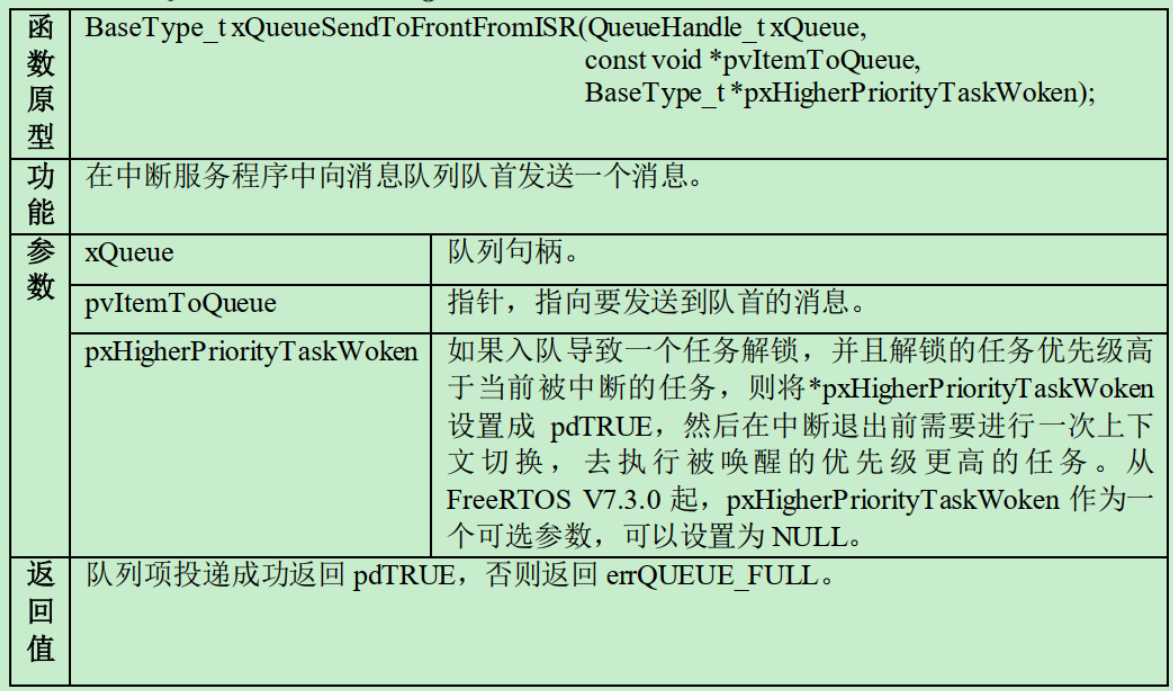 函数原型
BaseType_t xQueueSendToFrontFromISR(QueueHandle_t xQueue,
const void *pvItemToQueue,
BaseType_t *pxHigherPriorityTaskWoken);
功能
在中断服务程序中向消息队列队首发送一个消息。
参数
xQueue
队列句柄。
pvItemToQueue
指针，指向要发送到队首的消息。
pxHigherPriorityTaskWoken
如果入队导致一个任务解锁，并且解锁的任务优先级高
于当前被中断的任务，则将*pxHigherPriorityTaskWoken
设置成 pdTRUE，然后在中断退出前需要进行一次上下
文切换，去执行被唤醒的优先级更高的任务。从
FreeRTOS V7.3.0 起，pxHigherPriorityTaskWoken 作为一
个可选参数，可以设置为 NULL。
返回值
队列项投递成功返回 pdTRUE，否则返回 errQUEUE_FULL。